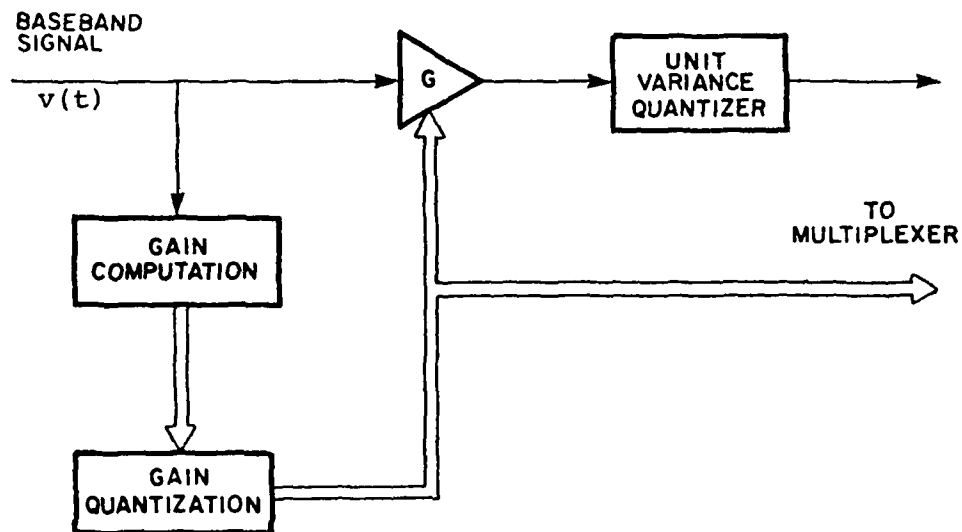 BASEBAND
SIGNAL
v(t)
G
UNIT
VARIANCE
QUANTIZER
GAIN
COMPUTATION
TO
MULTIPLEXER
GAIN
QUANTIZATION